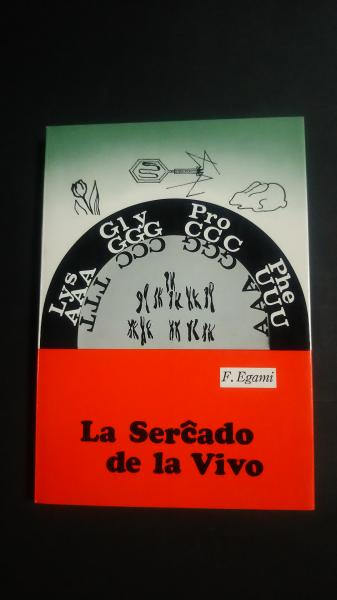 Lys Gly Pro Phe
AAA GGG CCC UUU
TTT CCC GGG AAA
F. Egami
La Serĉado
de la Vivo